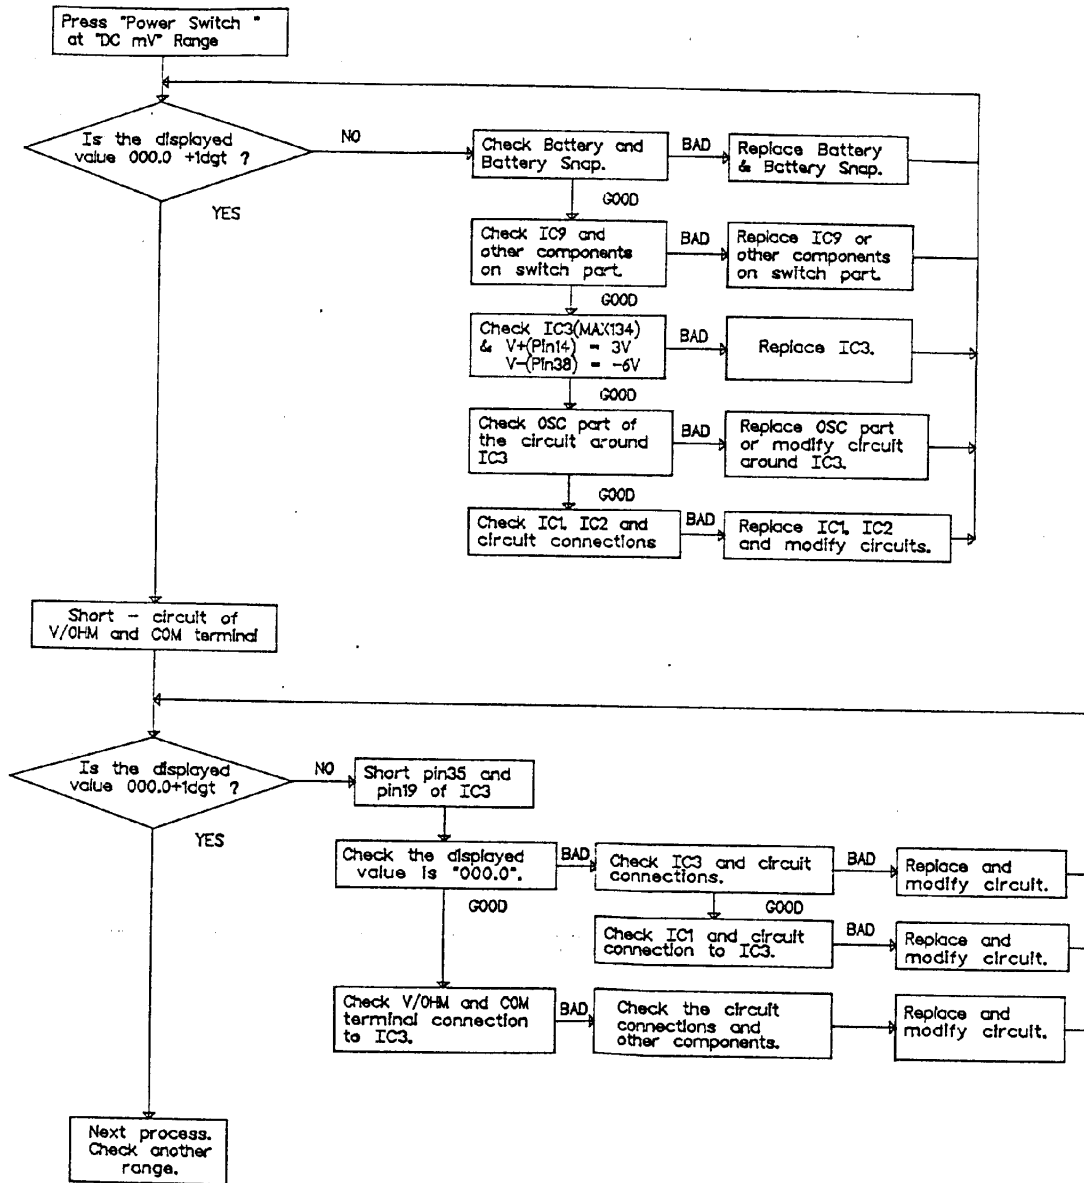 Press "Power Switch "
at "DC mV" Range
Is the displayed
value 000.0 +1dgt ?
NO
YES
Check Battery and
Battery Snap.
BAD
Replace Battery
& Battery Snap.
GOOD
Check IC9 and
other components
on switch part.
BAD
Replace IC9 or
other components
on switch part.
GOOD
Check IC3(MAX134)
& V+(Pin14) = 3V
V-(Pin38) = -6V
BAD
Replace IC3.
GOOD
Check OSC part of
the circuit around
IC3
BAD
Replace OSC part
or modify circuit
around IC3.
GOOD
Check IC1, IC2 and
circuit connections
BAD
Replace IC1, IC2
and modify circuits.
Short - circuit of
V/OHM and COM terminal
Is the displayed
value 000.0+1dgt ?
NO
YES
Short pin35 and
pin19 of IC3
Check the displayed
value is "000.0".
BAD
Check IC3 and circuit
connections.
BAD
Replace and
modify circuit.
GOOD
GOOD
Check IC1 and circuit
connection to IC3.
BAD
Replace and
modify circuit.
Check V/OHM and COM
terminal connection
to IC3.
BAD
Check the circuit
connections and
other components.
Replace and
modify circuit.
Next process.
Check another
range.